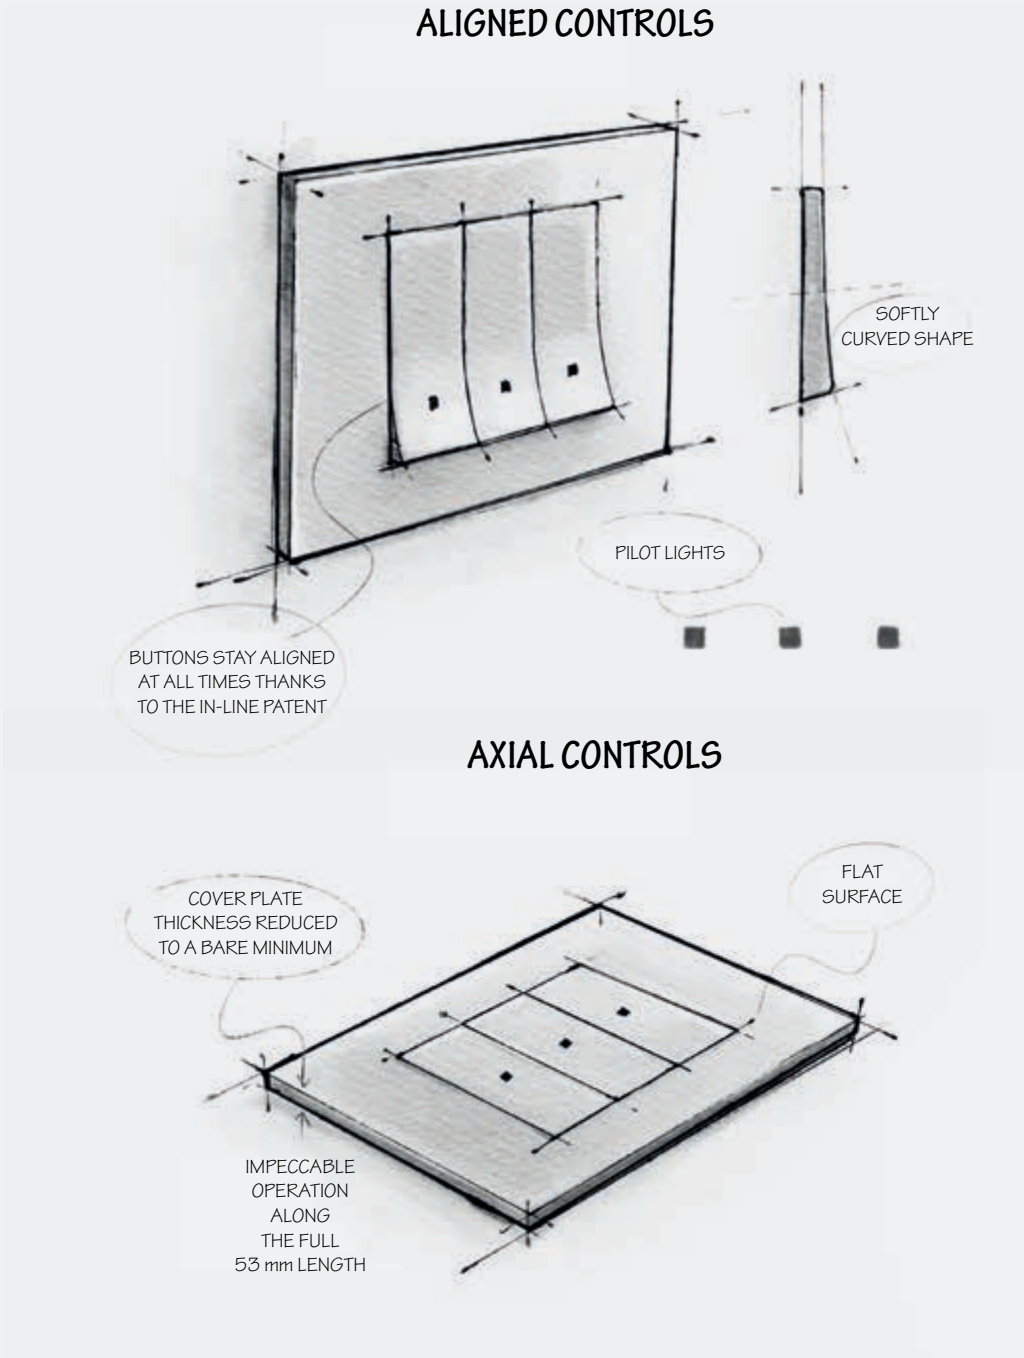 ALIGNED CONTROLS
SOFTLY
CURVED SHAPE
PILOT LIGHTS
BUTTONS STAY ALIGNED
AT ALL TIMES THANKS
TO THE IN-LINE PATENT
AXIAL CONTROLS
COVER PLATE
THICKNESS REDUCED
TO A BARE MINIMUM
FLAT
SURFACE
IMPECCABLE
OPERATION
ALONG
THE FULL
53 mm LENGTH